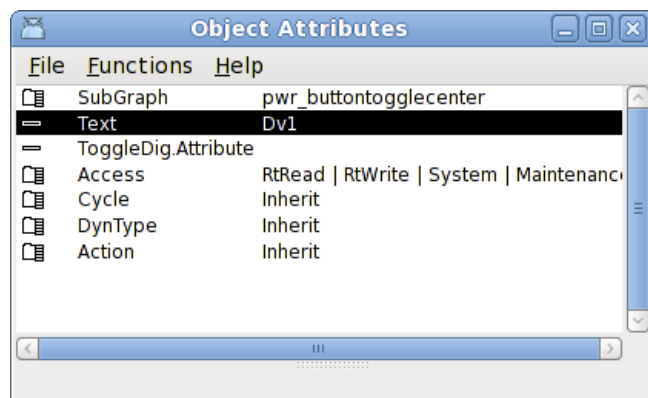 Object Attributes
File Functions Help
SubGraph pwr_buttontogglecenter
Text Dv1
ToggleDig.Attribute
Access RtRead | RtWrite | System | Maintenanc
Cycle Inherit
DynType Inherit
Action Inherit